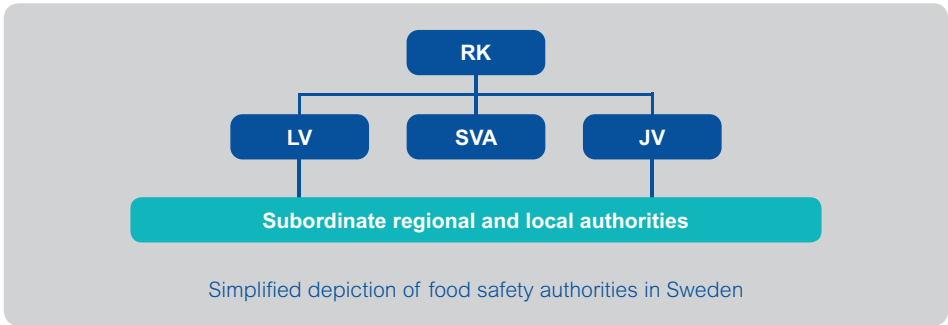 RK
LV SVA JV
Subordinate regional and local authorities
Simplified depiction of food safety authorities in Sweden